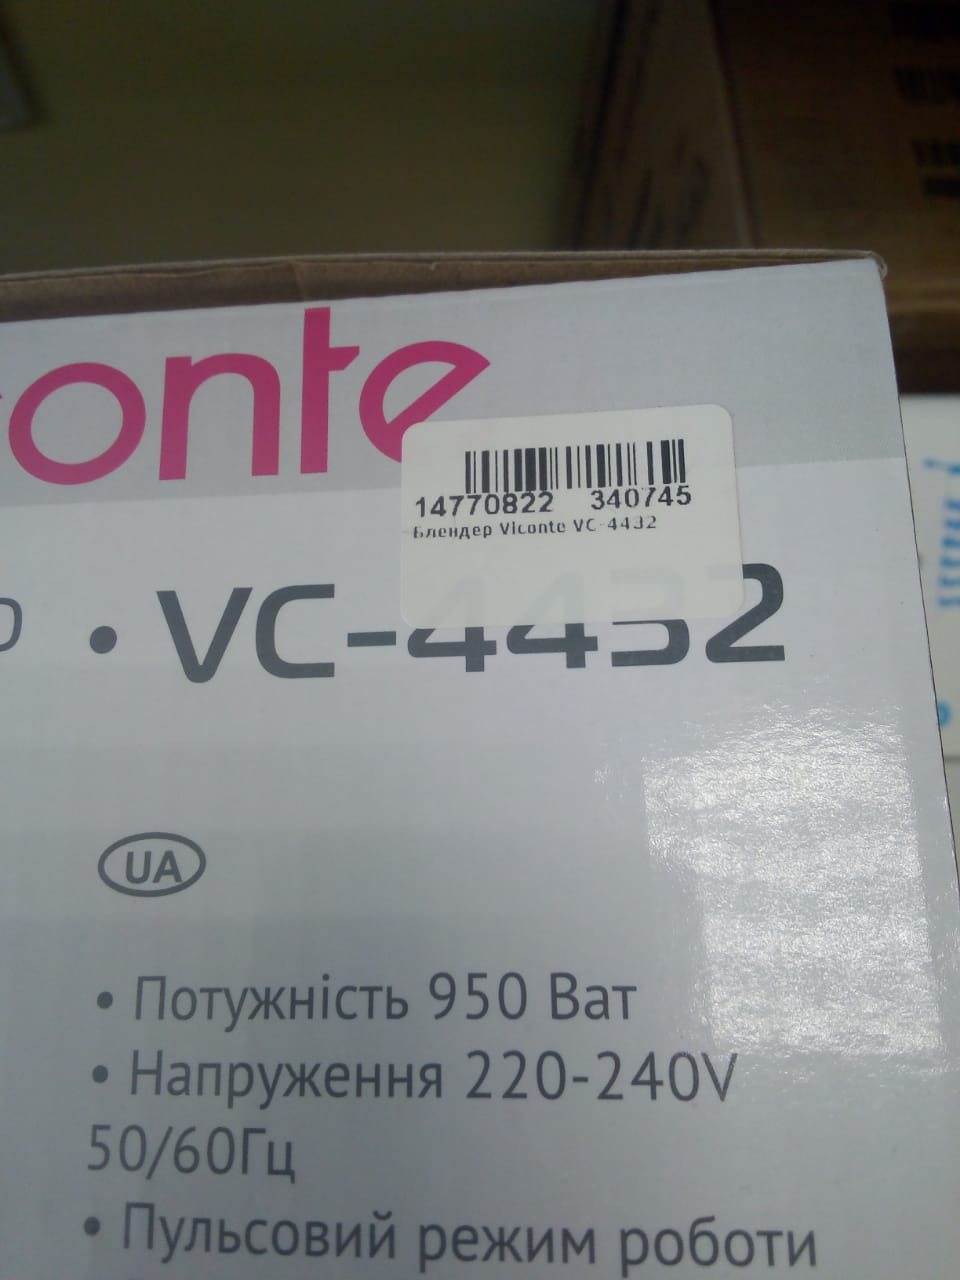 conte
14770822 340745
Блендер Viconte VC-4432
• VC-4432
UA
• Потужність 950 Ват
• Напруження 220-240V
50/60Гц
• Пульсовий режим роботи